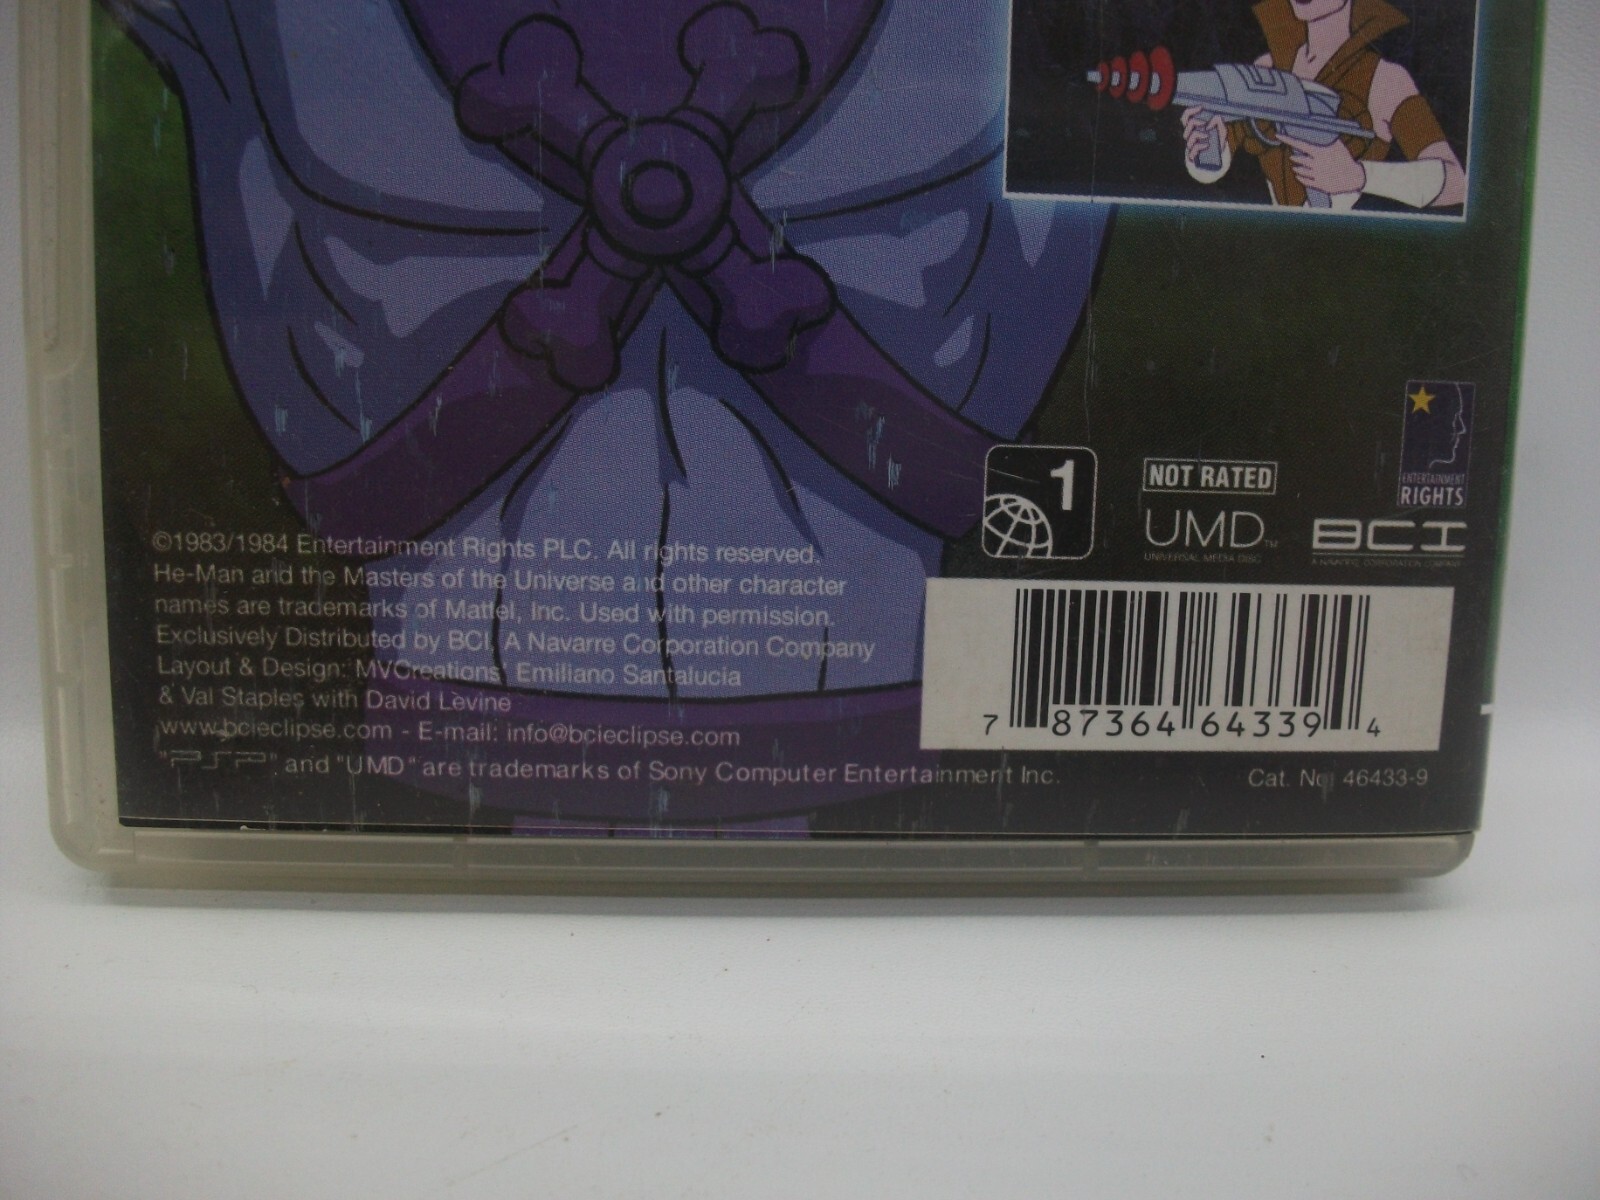 1
NOT RATED
UMD™
UNIVERSAL MEDIA DISC
ENTERTAINMENT
RIGHTS
BCI
A NAVARRE CORPORATION COMPANY
©1983/1984 Entertainment Rights PLC. All rights reserved.
He-Man and the Masters of the Universe and other character
names are trademarks of Mattel, Inc. Used with permission.
Exclusively Distributed by BCI, A Navarre Corporation Company
Layout & Design: MVCreations' Emiliano Santalucia
& Val Staples with David Levine
www.bcieclipse.com - E-mail: info@bcieclipse.com
"PSP" and "UMD" are trademarks of Sony Computer Entertainment Inc.
7 87364 64339 4
Cat. No: 46433-9